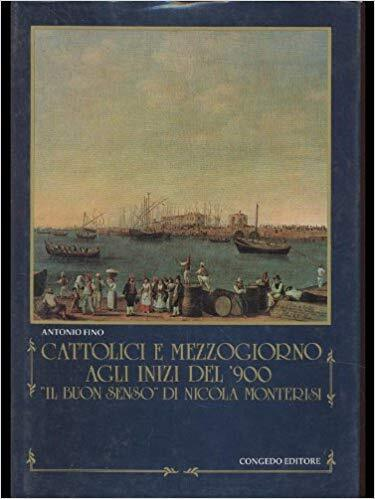 ANTONIO FINO
CATTOLICI E MEZZOGIORNO
AGLI INIZI DEL '900
"IL BUON SENSO" DI NICOLA MONTERISI
CONGEDO EDITORE